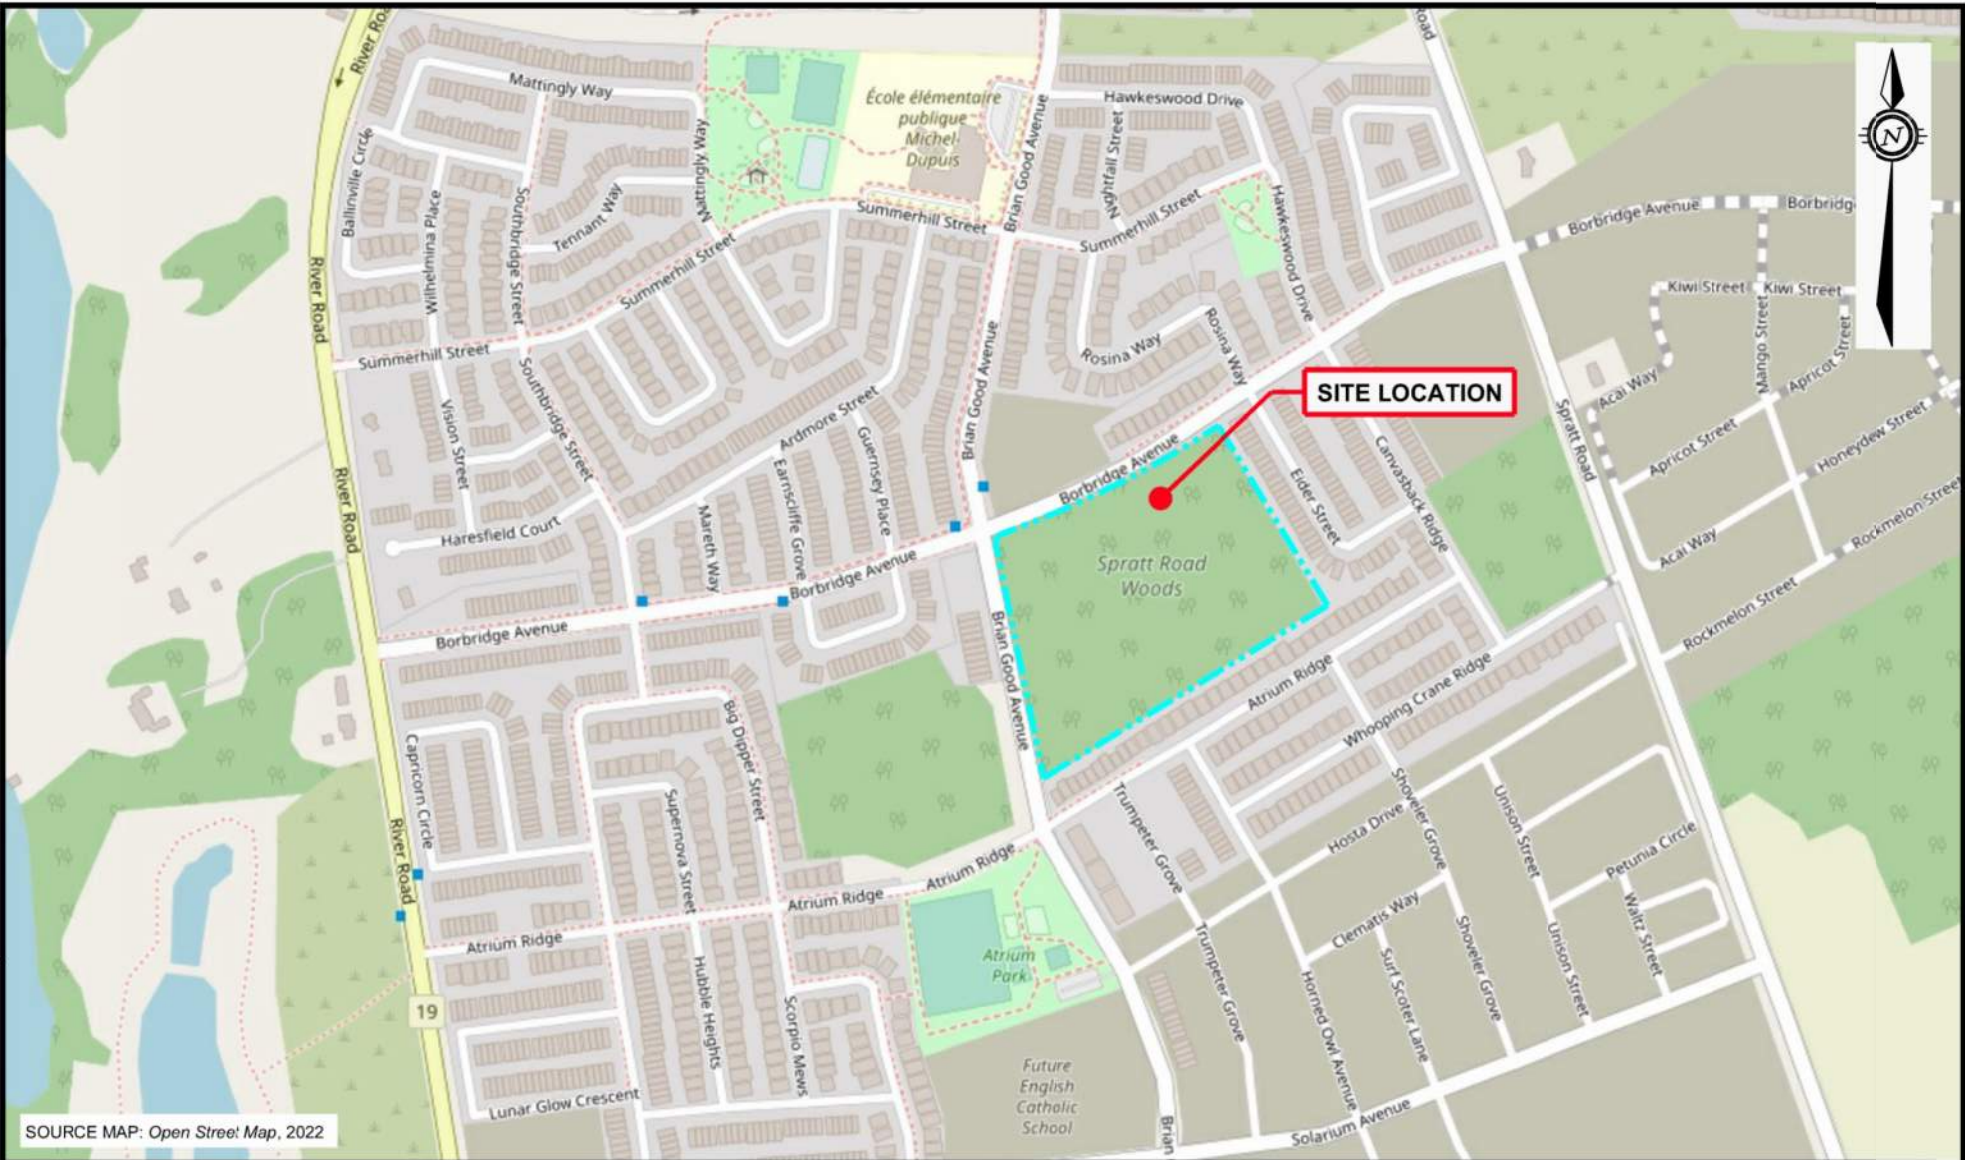 River Road
Road
Mattingly Way
École élémentaire
publique
Michel-
Dupuis
Hawkeswood Drive
Brian Good Avenue
Nightfall Street
Mattingly Way
Ballinville Circle
Wilhelmina Place
Southbridge Street
Tennant Way
Summerhill Street
Summerhill Street
Summerhill Street
Hawkeswood Drive
Borbridge Avenue
Borbridg
N
River Road
Summerhill Street
Kiwi Street
Kiwi Street
Mango Street
Apricot Street
Rosina Way
Rosina Way
Brian Good Avenue
SITE LOCATION
Acai Way
Southbridge Street
Vision Street
Ardmore Street
Guernsey Place
Earnscliffe Grove
Mareth Way
Borbridge Avenue
Eider Street
Canvasback Ridge
Spratt Road
Apricot Street
Honeydew Street
River Road
Haresfield Court
Acai Way
Rockmelon Street
Spratt Road
Woods
Borbridge Avenue
Borbridge Avenue
Rockmelon Street
Brian Good Avenue
Atrium Ridge
Whooping Crane Ridge
Capricorn Circle
Big Dipper Street
Supernova Street
Trumpeter Grove
Shoveler Grove
Hosta Drive
Unison Street
Petunia Circle
River Road
Atrium Ridge
Atrium Ridge
Atrium Ridge
Clematis Way
Waltz Street
Atrium
Park
Trumpeter Grove
Shoveler Grove
Unison Street
Surf Scoter Lane
Horned Owl Avenue
Hubble Heights
Scorpio Mews
19
Future
English
Catholic
School
Lunar Glow Crescent
Brian
Solarium Avenue
SOURCE MAP: Open Street Map, 2022